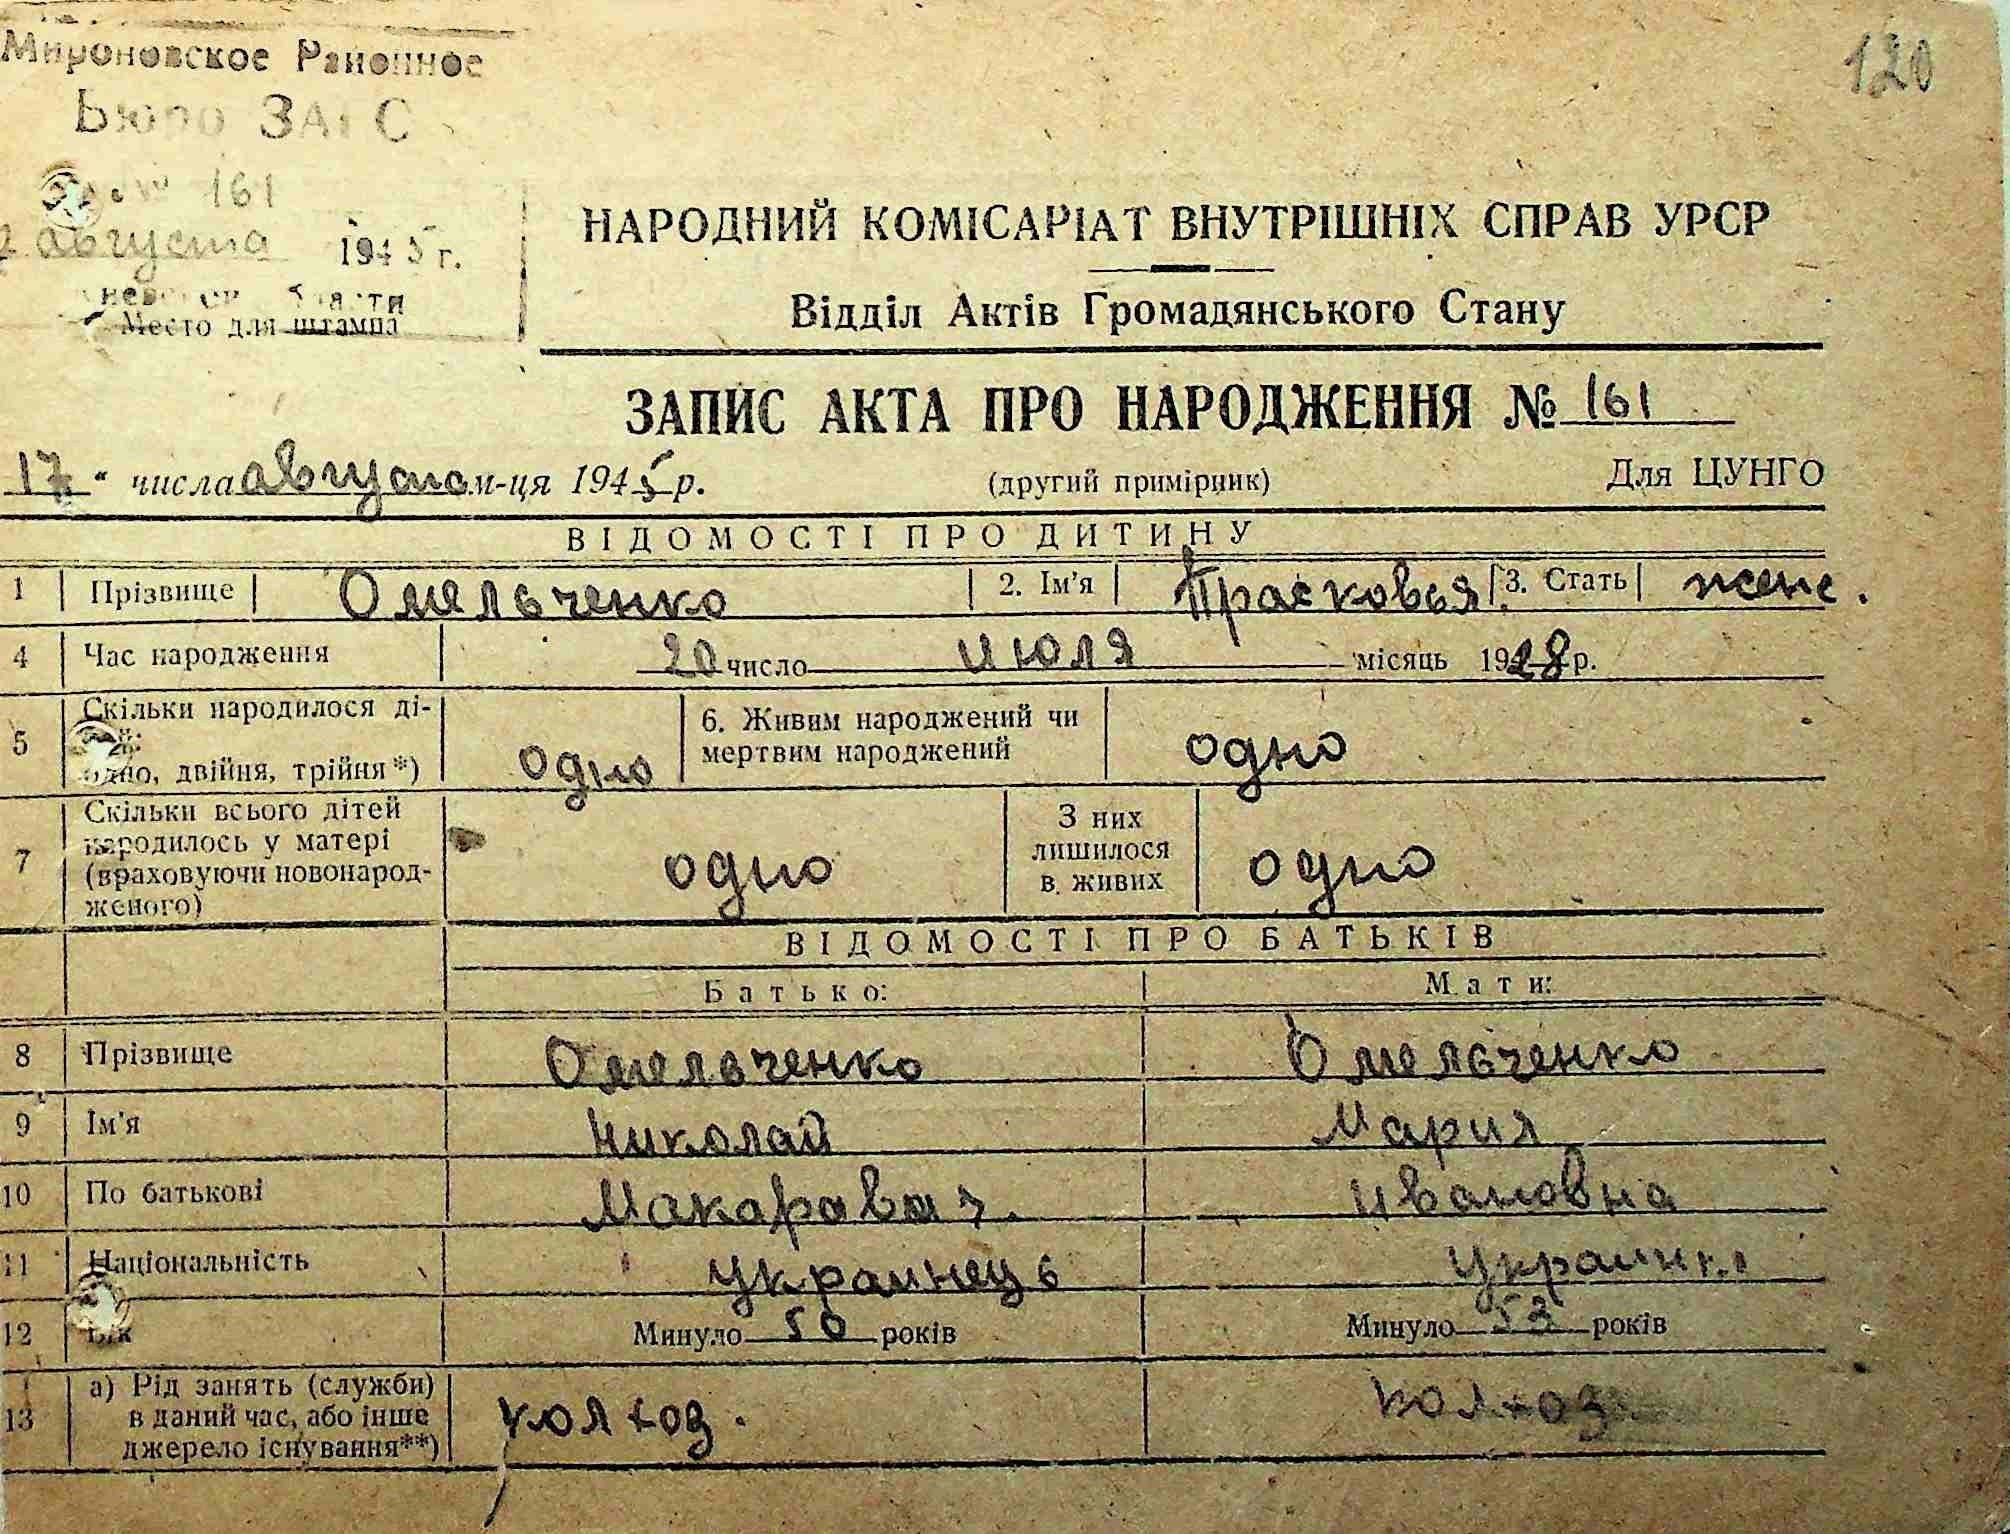 120
Мироновское Районное
Бюро ЗАГС
161
августа 1945 г.
Место для штампа
НАРОДНИЙ КОМІСАРІАТ ВНУТРІШНІХ СПРАВ УРСР
Відділ Актів Громадянського Стану
ЗАПИС АКТА ПРО НАРОДЖЕННЯ № 161
17 " числа августа м-ця 1945 р. (другий примірник) Для ЦУНГО
ВІДОМОСТІ ПРО ДИТИНУ
1 Прізвище Омельченко 2. Ім'я Прасковья 3. Стать женс.
4 Час народження 20 число июля місяць 1928 р.
5 Скільки народилося ді-
одно, двійня, трійня*) одно
6. Живим народжений чи
мертвим народжений одно
7 Скільки всього дітей
народилось у матері
(враховуючи новонарод-
женого) одно
З них
лишилося
в живих одно
ВІДОМОСТІ ПРО БАТЬКІВ
Батько: Мати:
8 Прізвище Омельченко Омельченко
9 Ім'я Николай Мария
10 По батькові Макаравич. Ивановна
11 Національність украинець украинка
12 Вік Минуло 50 років Минуло 53 років
13 а) Рід занять (служби)
в даний час, або інше
джерело існування**) колхоз. колхоз.